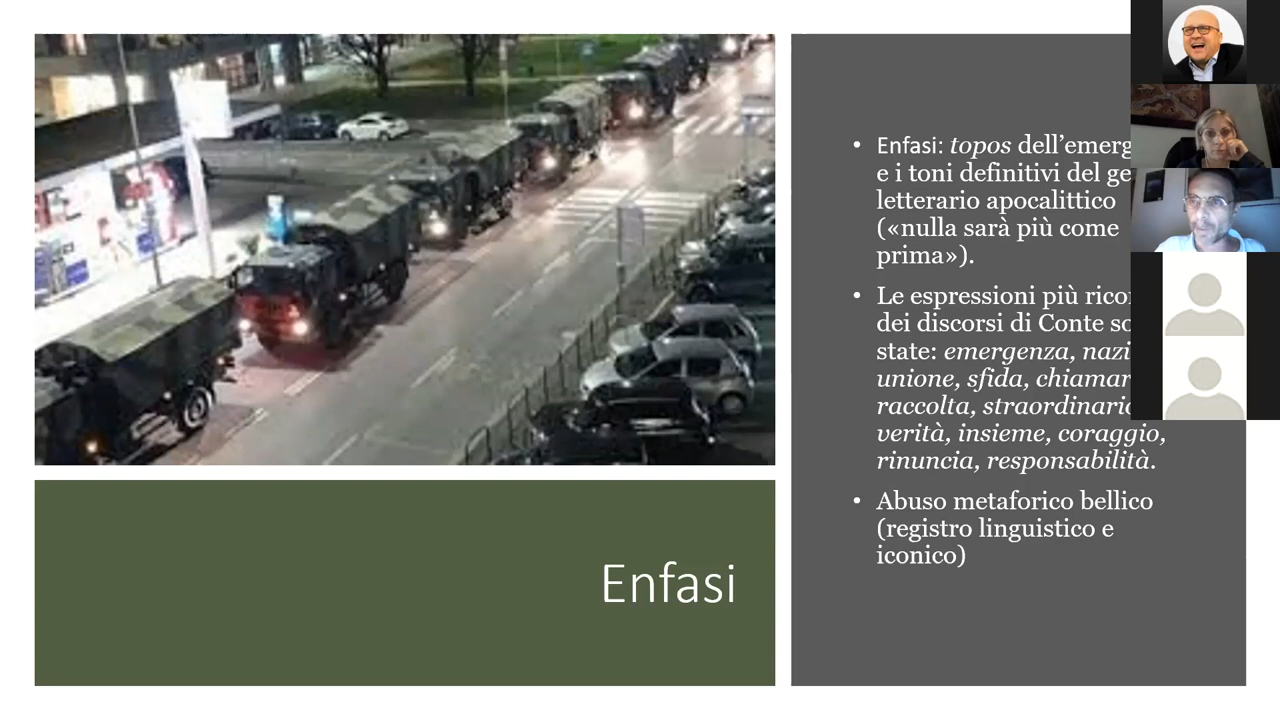 Enfasi: topos dell'emerg
e i toni definitivi del ge
letterario apocalittico
(«nulla sarà più come
prima»).
Le espressioni più rico
dei discorsi di Conte so
state: emergenza, nazi
unione, sfida, chiamar
raccolta, straordinario
verità, insieme, coraggio,
rinuncia, responsabilità.
Abuso metaforico bellico
(registro linguistico e
iconico)
Enfasi